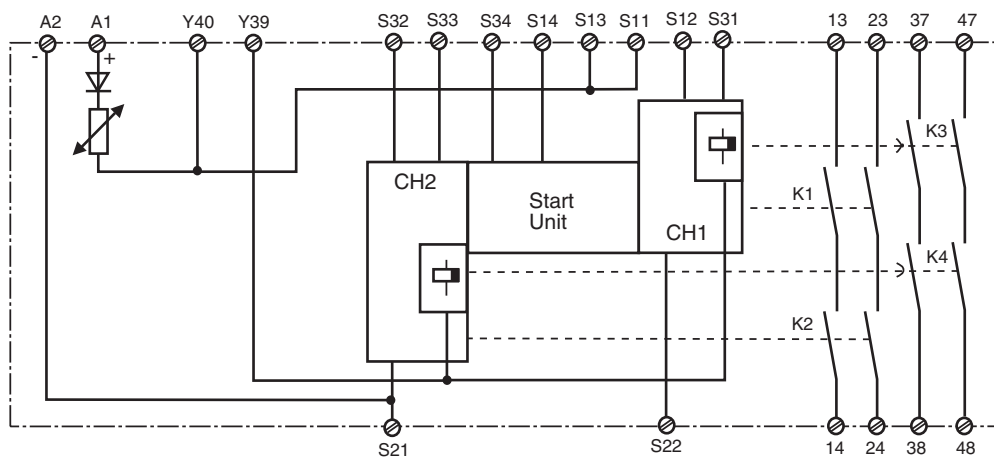 A2 A1 Y40 Y39 S32 S33 S34 S14 S13 S11 S12 S31 13 23 37 47
- +
K3
CH2
Start
Unit
K1
CH1
K4
K2
S21 S22 14 24 38 48